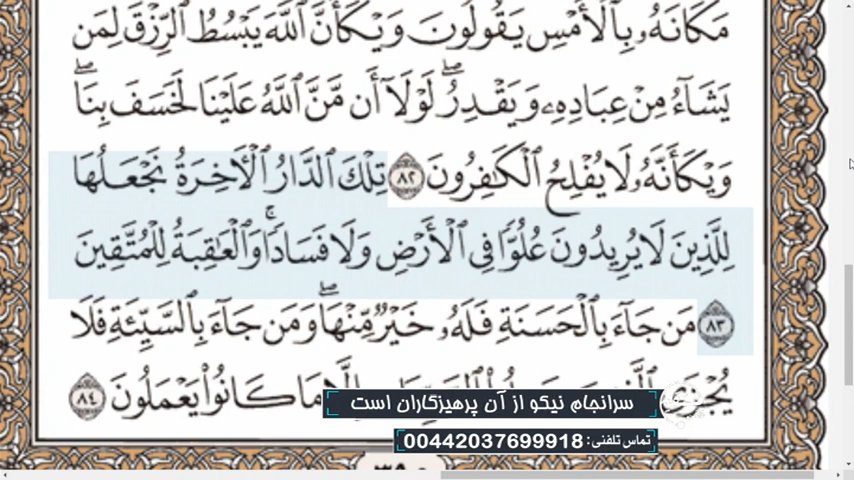 مَكَانَهُۥ بِٱلْأَمْسِ يَقُولُونَ وَيْكَأَنَّ ٱللَّهَ يَبْسُطُ ٱلرِّزْقَ لِمَن
يَشَآءُ مِنْ عِبَادِهِۦ وَيَقْدِرُ ۖ لَوْلَآ أَن مَّنَّ ٱللَّهُ عَلَيْنَا لَخَسَفَ بِنَا ۖ
وَيْكَأَنَّهُۥ لَا يُفْلِحُ ٱلْكَٰفِرُونَ ٨٢ تِلْكَ ٱلدَّارُ ٱلْأَخِرَةُ نَجْعَلُهَا
لِلَّذِينَ لَا يُرِيدُونَ عُلُوًّا فِى ٱلْأَرْضِ وَلَا فَسَادًا ۚ وَٱلْعَٰقِبَةُ لِلْمُتَّقِينَ
٨٣ مَن جَآءَ بِٱلْحَسَنَةِ فَلَهُۥ خَيْرٌ مِّنْهَا ۖ وَمَن جَآءَ بِٱلسَّيِّئَةِ فَلَا
يُجْزَى إِلَّا مَا كَانُوا۟ يَعْمَلُونَ ٨٤
سرانجام نیکو از آن پرهیزگاران است
تماس تلفنی: 00442037699918